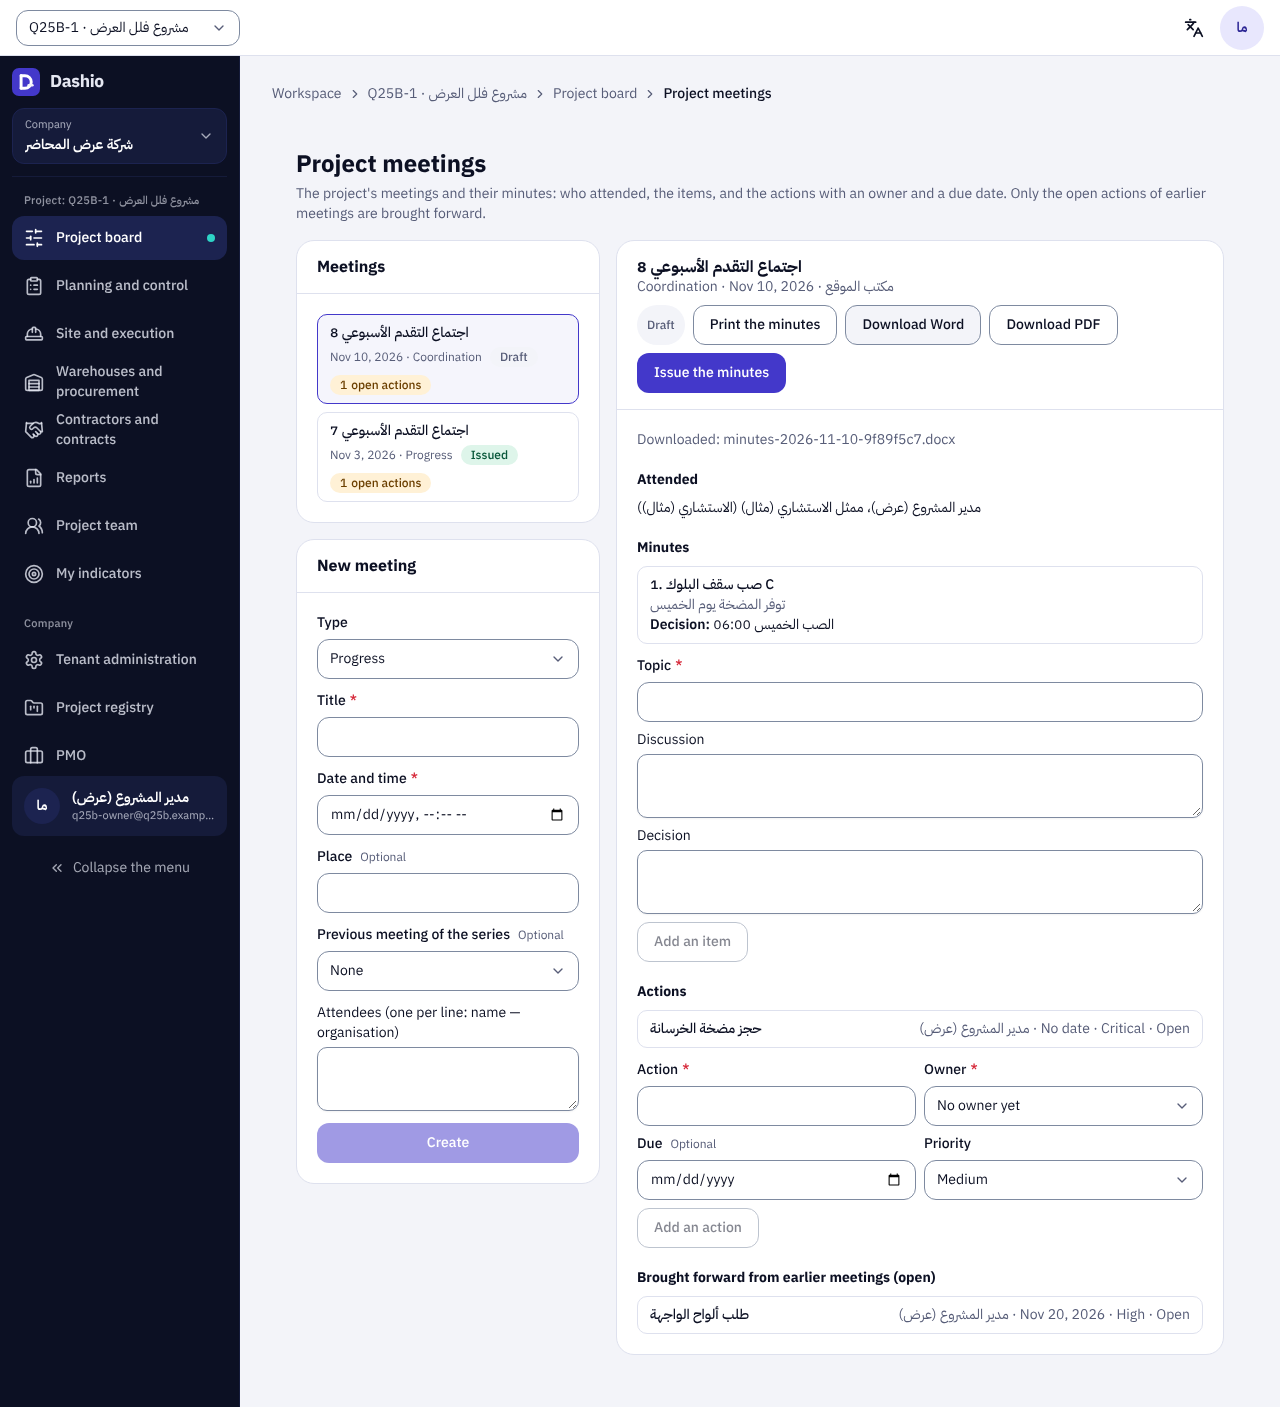 Q25B-1 · مشروع فلل العرض
ما
Dashio
Company
شركة عرض المحاضر
Project: Q25B-1 · مشروع فلل العرض
Project board
Planning and control
Site and execution
Warehouses and
procurement
Contractors and
contracts
Reports
Project team
My indicators
Company
Tenant administration
Project registry
PMO
ما
مدير المشروع (عرض)
q25b-owner@q25b.examp...
Collapse the menu
Workspace
Q25B-1 · مشروع فلل العرض
Project board
Project meetings
Project meetings
The project's meetings and their minutes: who attended, the items, and the actions with an owner and a due date. Only the open actions of earlier
meetings are brought forward.
Meetings
اجتماع التقدم الأسبوعي 8
Nov 10, 2026 · Coordination Draft
1 open actions
اجتماع التقدم الأسبوعي 7
Nov 3, 2026 · Progress Issued
1 open actions
New meeting
Type
Progress
Title *
Date and time *
mm/dd/yyyy, --:-- --
Place Optional
Previous meeting of the series Optional
None
Attendees (one per line: name —
organisation)
Create
اجتماع التقدم الأسبوعي 8
Coordination · Nov 10, 2026 · مكتب الموقع
Draft
Print the minutes
Download Word
Download PDF
Issue the minutes
Downloaded: minutes-2026-11-10-9f89f5c7.docx
Attended
مدير المشروع (عرض)، ممثل الاستشاري (مثال) (الاستشاري (مثال))
Minutes
1. صب سقف البلوك C
توفر المضخة يوم الخميس
Decision: الصب الخميس 06:00
Topic *
Discussion
Decision
Add an item
Actions
حجز مضخة الخرسانة
مدير المشروع (عرض) · No date · Critical · Open
Action *
Owner *
No owner yet
Due Optional
Priority
mm/dd/yyyy
Medium
Add an action
Brought forward from earlier meetings (open)
طلب ألواح الواجهة
مدير المشروع (عرض) · Nov 20, 2026 · High · Open